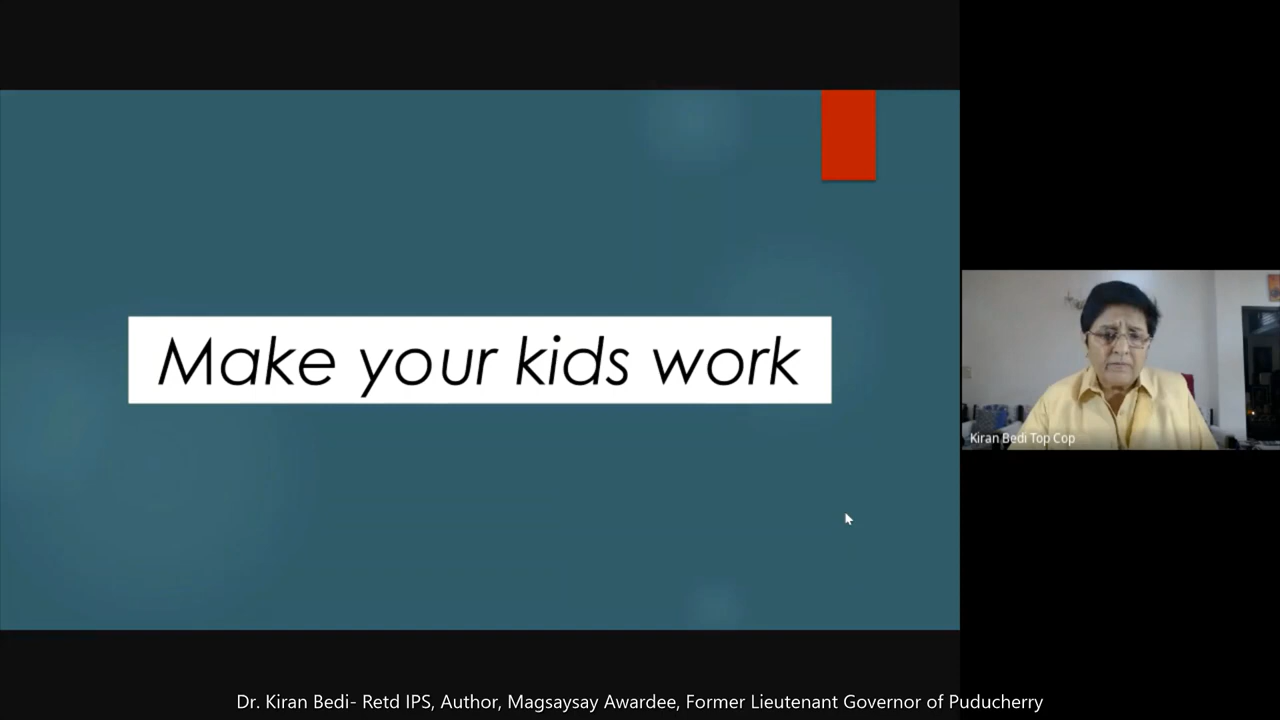 Make your kids work
Kiran Bedi Top Cop
Dr. Kiran Bedi- Retd IPS, Author, Magsaysay Awardee, Former Lieutenant Governor of Puducherry